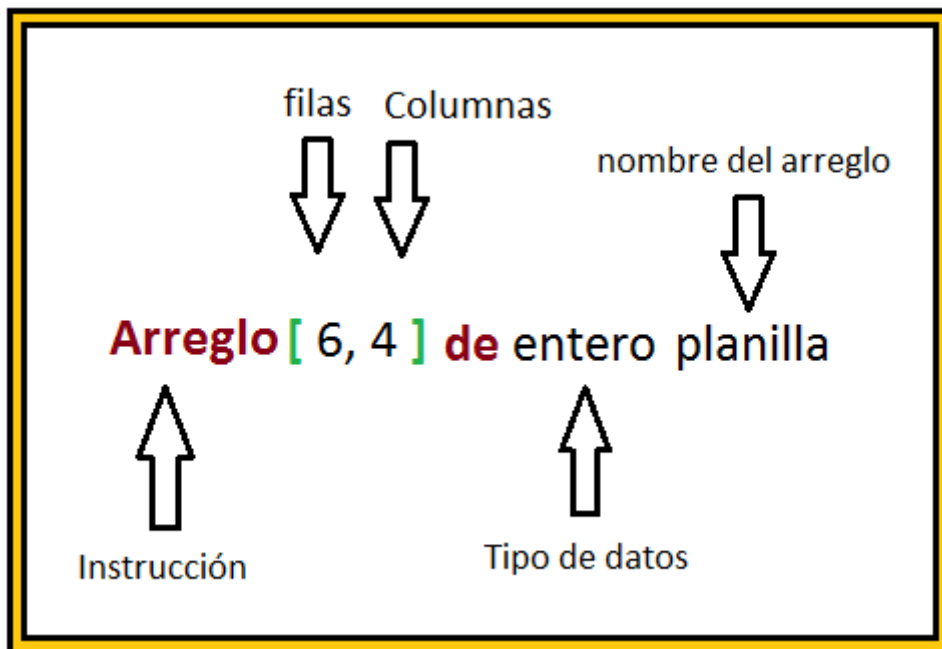 filas Columnas
nombre del arreglo
Arreglo [ 6, 4 ] de entero planilla
Instrucción
Tipo de datos